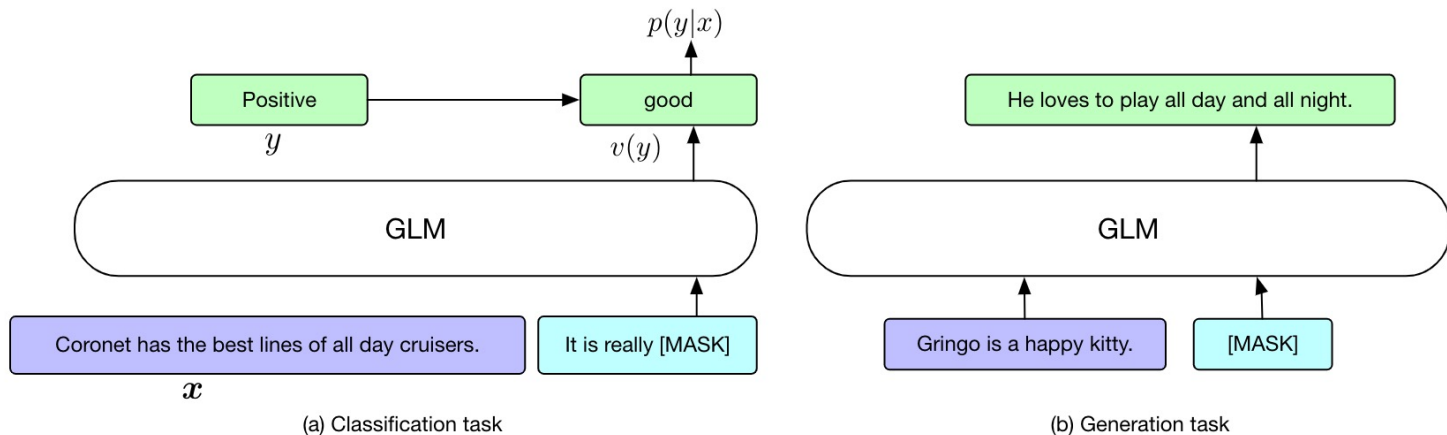 p(y|x)
Positive
good
He loves to play all day and all night.
y
v(y)
GLM
GLM
Coronet has the best lines of all day cruisers.
It is really [MASK]
Gringo is a happy kitty.
[MASK]
x
(a) Classification task
(b) Generation task